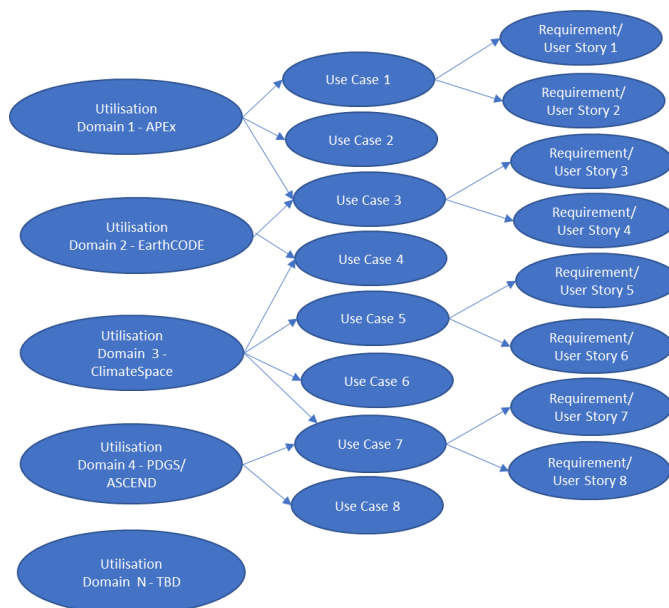 Utilisation
Domain 1 - APEx
Utilisation
Domain 2 - EarthCODE
Utilisation
Domain 3 -
ClimateSpace
Utilisation
Domain 4 - PDGS/
ASCEND
Utilisation
Domain N - TBD
Use Case 1
Use Case 2
Use Case 3
Use Case 4
Use Case 5
Use Case 6
Use Case 7
Use Case 8
Requirement/
User Story 1
Requirement/
User Story 2
Requirement/
User Story 3
Requirement/
User Story 4
Requirement/
User Story 5
Requirement/
User Story 6
Requirement/
User Story 7
Requirement/
User Story 8